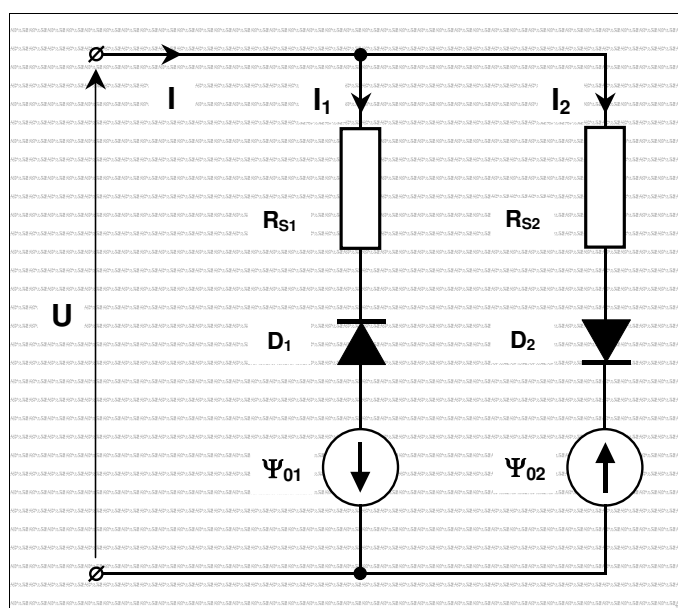 I
I₁
I₂
R_S1
R_S2
U
D₁
D₂
Ψ₀₁
Ψ₀₂